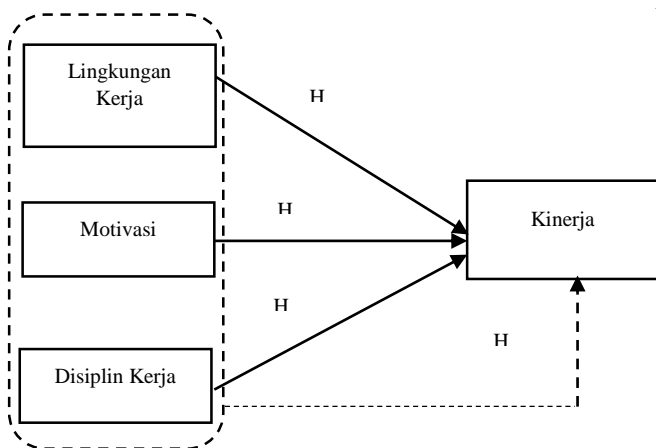 Lingkungan
Kerja
H
Motivasi
H
Kinerja
H
Disiplin Kerja
H